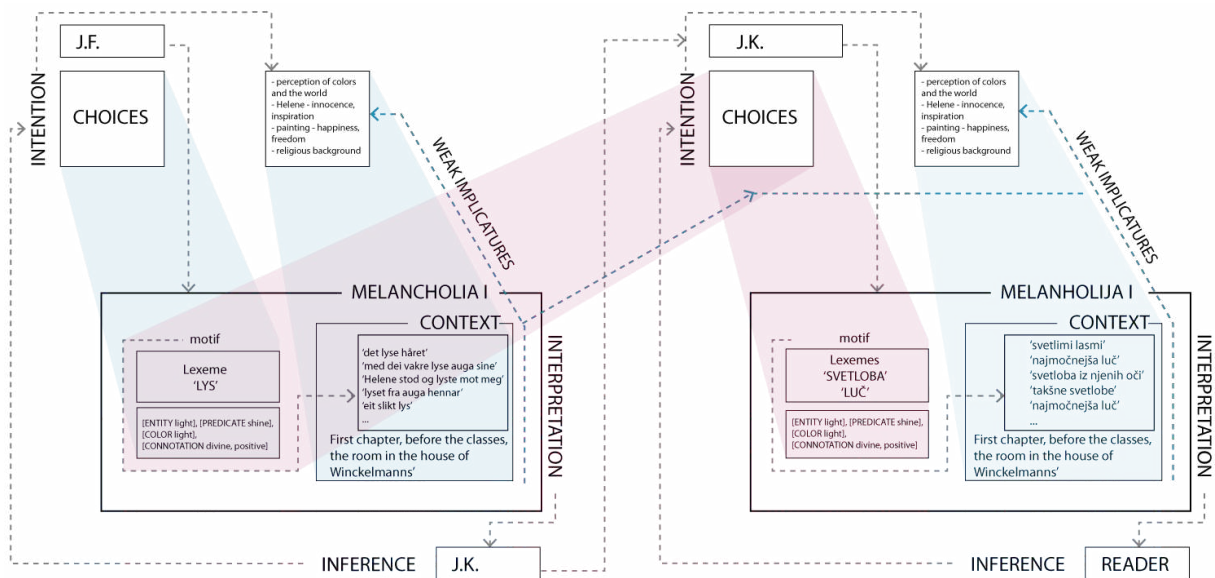 J.F.
INTENTION
CHOICES
- perception of colors
and the world
- Helene - innocence,
inspiration
- painting - happiness,
freedom
- religious background
WEAK IMPLICATURES
MELANCHOLIA I
motif
Lexeme
'LYS'
[ENTITY light], [PREDICATE shine],
[COLOR light],
[CONNOTATION divine, positive]
CONTEXT
'det lyse håret'
'med dei vakre lyse auga sine'
'Helene stod og lyste mot meg'
'lyset fra auga hennar'
'eit slikt lys'
...
First chapter, before the classes,
the room in the house of
Winckelmanns'
INTERPRETATION
INFERENCE
J.K.
J.K.
INTENTION
CHOICES
- perception of colors
and the world
- Helene - innocence,
inspiration
- painting - happiness,
freedom
- religious background
WEAK IMPLICATURES
MELANHOLIJA I
motif
Lexemes
'SVETLOBA'
'LUČ'
[ENTITY light], [PREDICATE shine],
[COLOR light],
[CONNOTATION divine, positive]
CONTEXT
'svetlimi lasmi'
'najmočnejša luč'
'svetloba iz njenih oči'
'takšne svetlobe'
'najmočnejša luč'
...
First chapter, before the classes,
the room in the house of
Winckelmanns'
INTERPRETATION
INFERENCE
READER